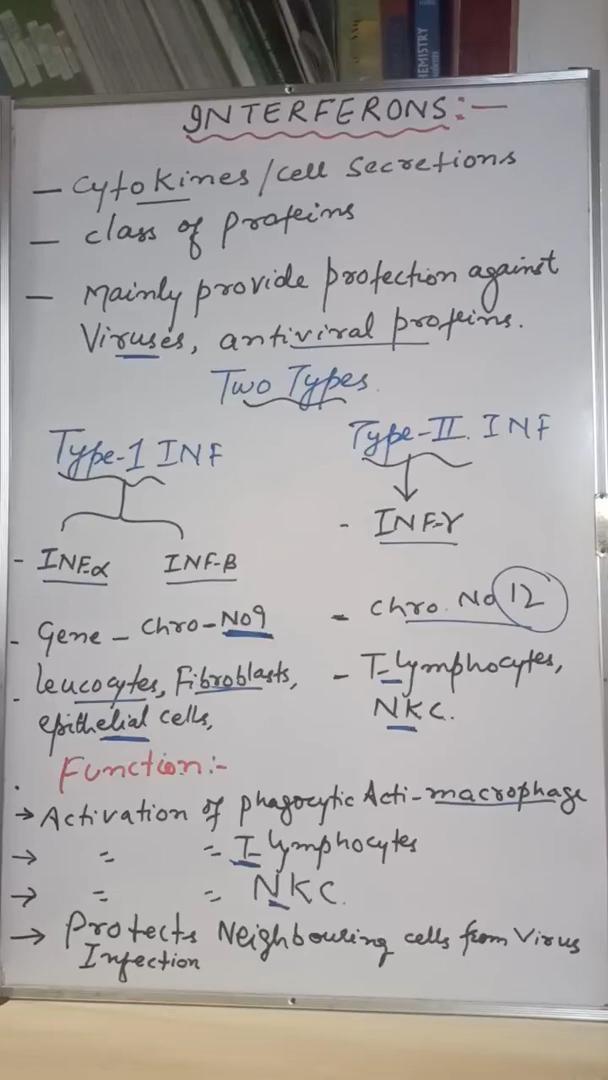 CHEMISTRY
INTERFERONS:-
- Cytokines/cell secretions
- class of proteins
- Mainly provide protection against
Viruses, antiviral proteins.
Two Types.
Type-1 INF
Type-II. INF
- INF-α INF-β
- INF-γ
- Gene - Chro-No9
- Chro. No 12
- leucocytes, Fibroblasts,
epithelial cells,
- T-Lymphocytes,
NKC.
Function:-
→ Activation of phagocytic Acti-macrophage
→ = = T-Lymphocytes
→ = = NKC.
→ Protects Neighbouring cells from Virus
Infection